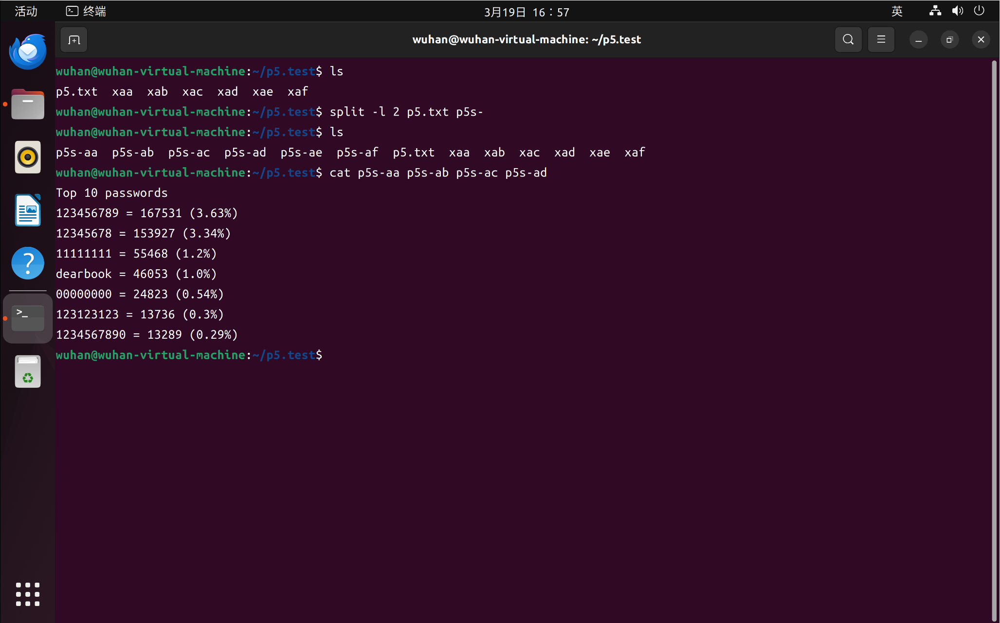 活动 终端 3月19日 16：57 英
wuhan@wuhan-virtual-machine: ~/p5.test
wuhan@wuhan-virtual-machine:~/p5.test$ ls
p5.txt  xaa  xab  xac  xad  xae  xaf
wuhan@wuhan-virtual-machine:~/p5.test$ split -l 2 p5.txt p5s-
wuhan@wuhan-virtual-machine:~/p5.test$ ls
p5s-aa  p5s-ab  p5s-ac  p5s-ad  p5s-ae  p5s-af  p5.txt  xaa  xab  xac  xad  xae  xaf
wuhan@wuhan-virtual-machine:~/p5.test$ cat p5s-aa p5s-ab p5s-ac p5s-ad
Top 10 passwords
123456789 = 167531 (3.63%)
12345678 = 153927 (3.34%)
11111111 = 55468 (1.2%)
dearbook = 46053 (1.0%)
00000000 = 24823 (0.54%)
123123123 = 13736 (0.3%)
1234567890 = 13289 (0.29%)
wuhan@wuhan-virtual-machine:~/p5.test$